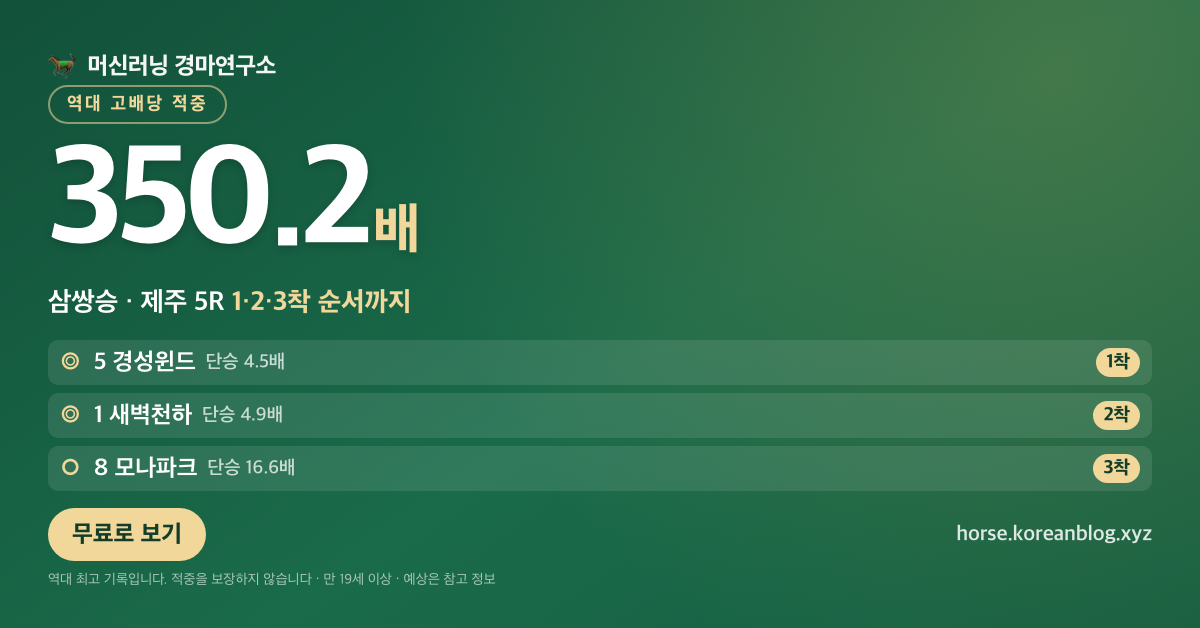 머신러닝 경마연구소
역대 고배당 적중
350.2배
삼쌍승 · 제주 5R 1·2·3착 순서까지
◎ 5 경성윈드 단승 4.5배 1착
◎ 1 새벽천하 단승 4.9배 2착
○ 8 모나파크 단승 16.6배 3착
무료로 보기 horse.koreanblog.xyz
역대 최고 기록입니다. 적중을 보장하지 않습니다 · 만 19세 이상 · 예상은 참고 정보